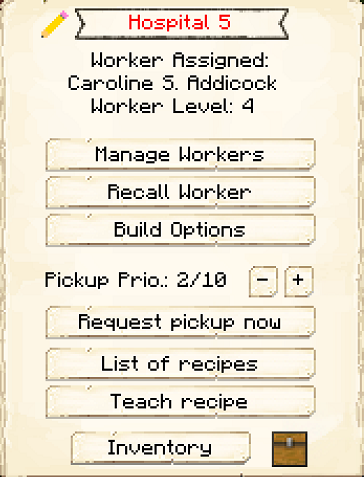 Hospital 5
Worker Assigned:
Caroline S. Addicock
Worker Level: 4
Manage Workers
Recall Worker
Build Options
Pickup Prio.: 2/10 - +
Request pickup now
List of recipes
Teach recipe
Inventory